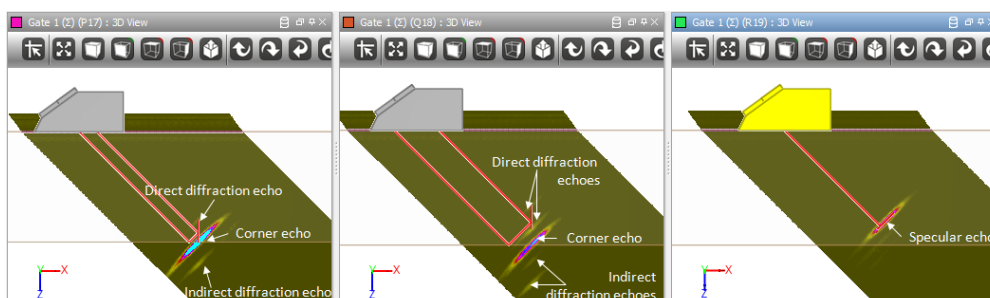 Gate 1 (Σ) (P17) : 3D View
Direct diffraction echo
Corner echo
Indirect diffraction echo
X
Y
Z
Gate 1 (Σ) (Q18) : 3D View
Direct diffraction
echoes
Corner echo
Indirect
diffraction echoes
X
Y
Z
Gate 1 (Σ) (R19) : 3D View
Specular echo
X
Y
Z